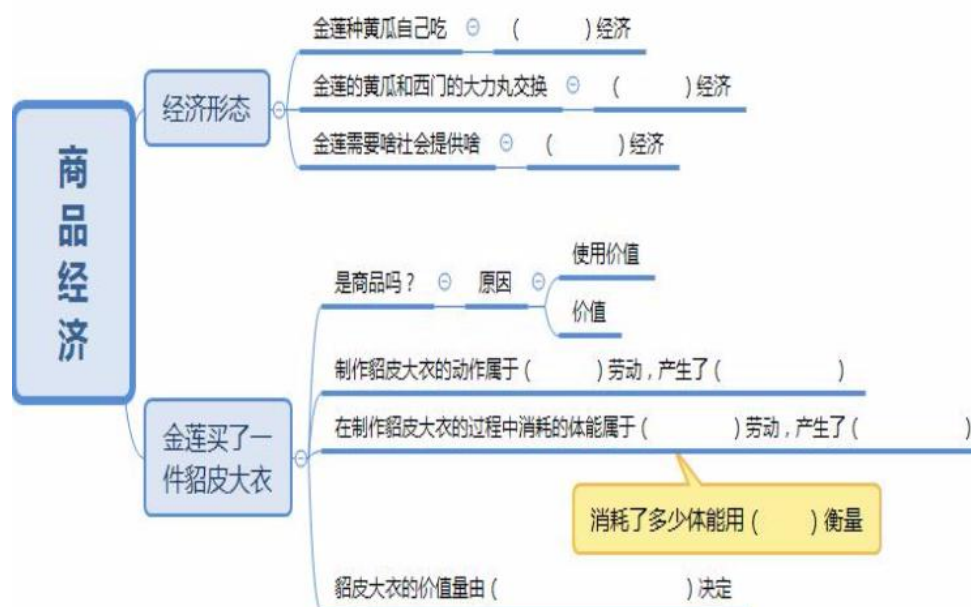 商品经济
经济形态
金莲种黄瓜自己吃 ( )经济
金莲的黄瓜和西门的大力丸交换 ( )经济
金莲需要啥社会提供啥 ( )经济
金莲买了一
件貂皮大衣
是商品吗？ 原因
使用价值
价值
制作貂皮大衣的动作属于( )劳动，产生了( )
在制作貂皮大衣的过程中消耗的体能属于( )劳动，产生了( )
消耗了多少体能用( )衡量
貂皮大衣的价值量由( )决定